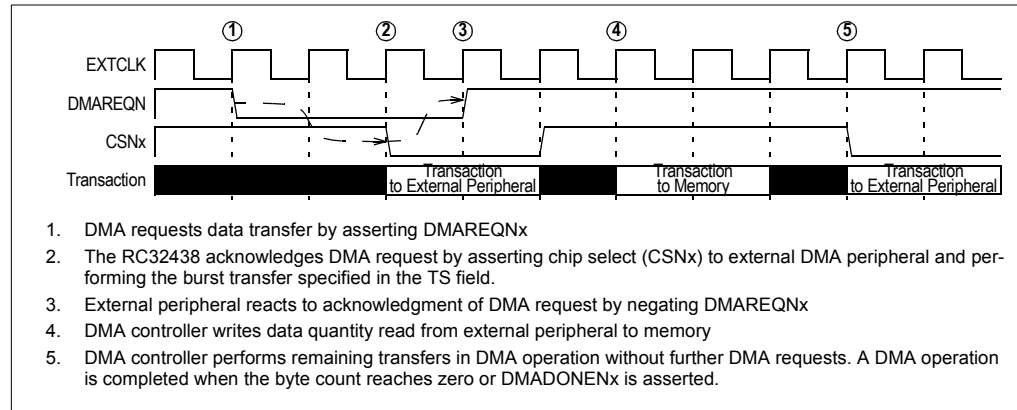 1 2 3 4 5
EXTCLK
DMAREQN
CSNx
Transaction
Transaction
to External Peripheral
Transaction
to Memory
Transaction
to External Peripheral
1. DMA requests data transfer by asserting DMAREQNx
2. The RC32438 acknowledges DMA request by asserting chip select (CSNx) to external DMA peripheral and per-
forming the burst transfer specified in the TS field.
3. External peripheral reacts to acknowledgment of DMA request by negating DMAREQNx
4. DMA controller writes data quantity read from external peripheral to memory
5. DMA controller performs remaining transfers in DMA operation without further DMA requests. A DMA operation
is completed when the byte count reaches zero or DMADONENx is asserted.